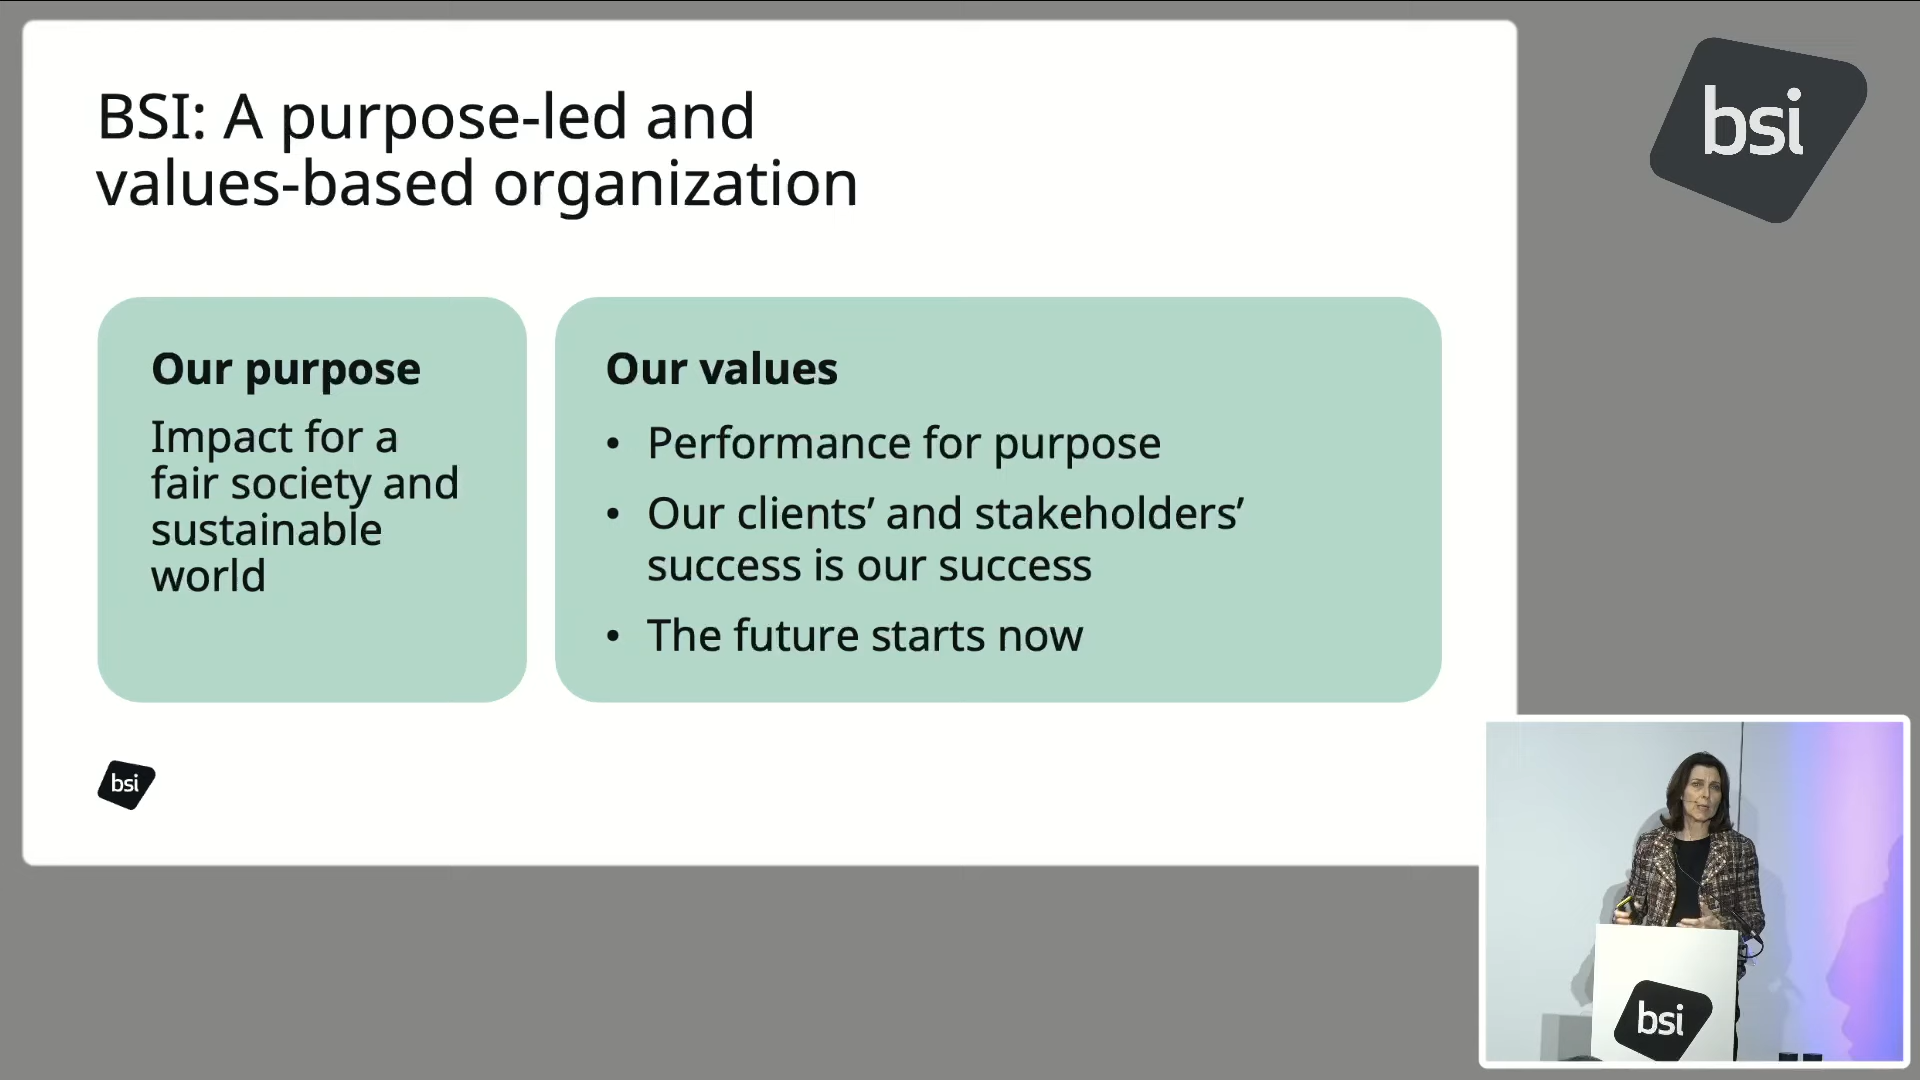 BSI: A purpose-led and
values-based organization
bsi
Our purpose
Impact for a
fair society and
sustainable
world
Our values
• Performance for purpose
• Our clients’ and stakeholders’
success is our success
• The future starts now
bsi
bsi